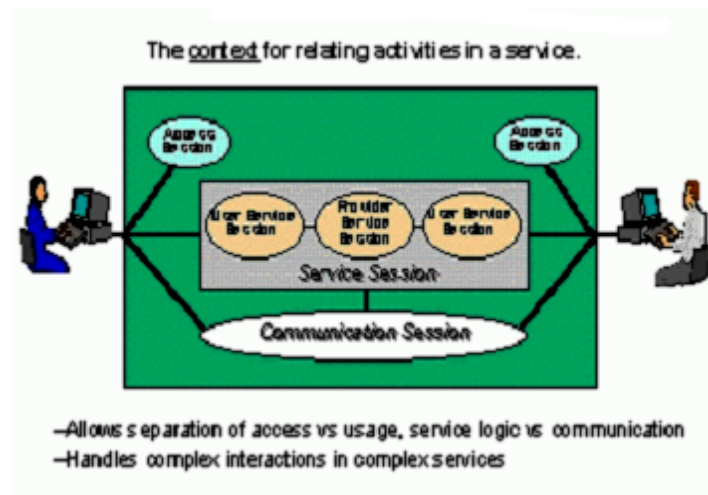 The context for relating activities in a service.
Access
Session
Access
Session
User Service
Session
Provider
Service
Session
User Service
Session
Service Session
Communication Session
–Allows separation of access vs usage, service logic vs communication
–Handles complex interactions in complex services